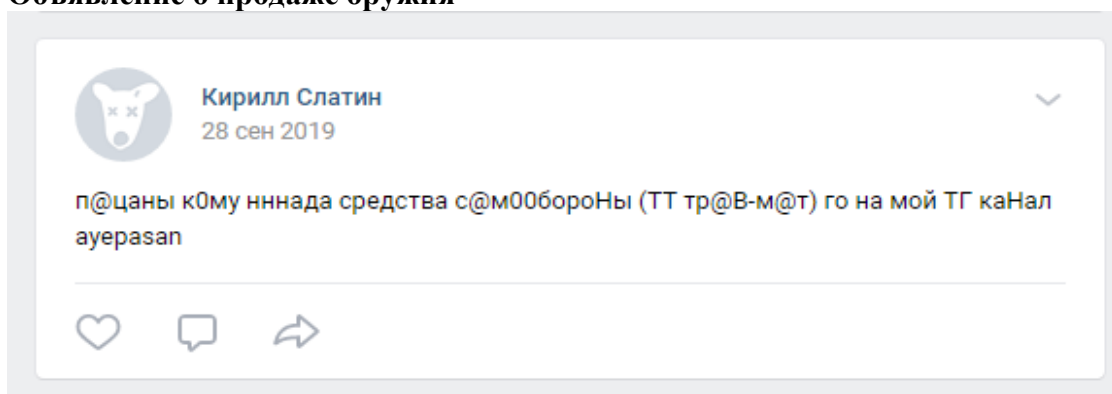 Объявление о продаже оружия
Кирилл Слатин
28 сен 2019
п@цаны к0му нннада средства с@м00бороНы (ТТ тр@В-м@т) го на мой ТГ каНал
ayepasan